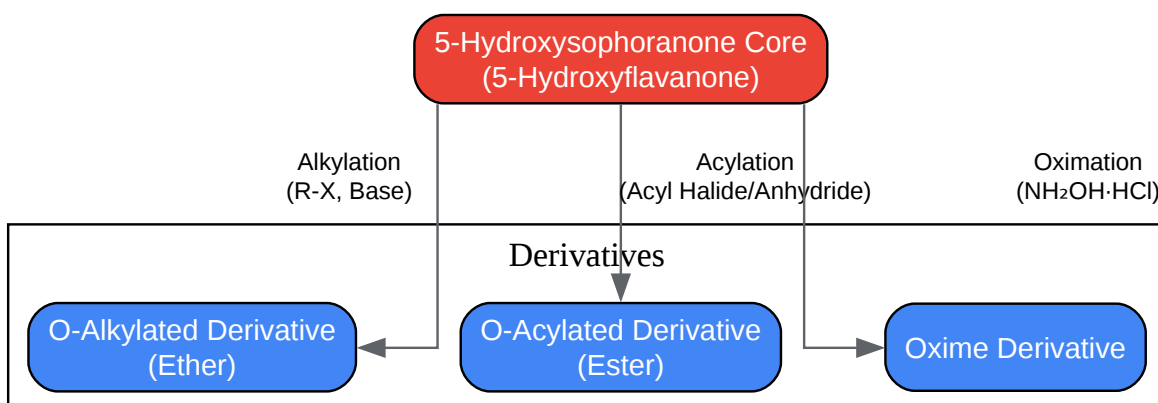 5-Hydroxysophoranone Core
(5-Hydroxyflavanone)
Alkylation
(R-X, Base)
Acylation
(Acyl Halide/Anhydride)
Oximation
(NH₂OH·HCl)
Derivatives
O-Alkylated Derivative
(Ether)
O-Acylated Derivative
(Ester)
Oxime Derivative